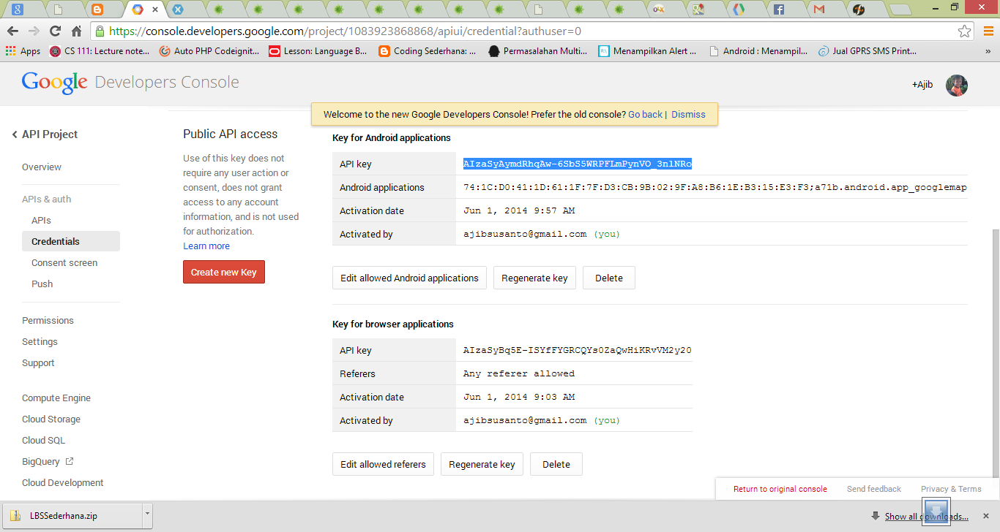 https://console.developers.google.com/project/1083923868868/apiui/credential?authuser=0
Apps CS 111: Lecture note... Auto PHP Codeignit... Lesson: Language B... Coding Sederhana: ... Permasalahan Multi... Menampilkan Alert ... Android : Menampil... Jual GPRS SMS Print... »
Google Developers Console
+Ajib
Welcome to the new Google Developers Console! Prefer the old console? Go back | Dismiss
API Project
Overview
APIs & auth
APIs
Credentials
Consent screen
Push
Permissions
Settings
Support
Compute Engine
Cloud Storage
Cloud SQL
BigQuery
Cloud Development
Public API access
Use of this key does not
require any user action or
consent, does not grant
access to any account
information, and is not used
for authorization.
Learn more
Create new Key
Key for Android applications
API key AIzaSyAymdRhqAw-6SbS5WRPFLmPynVO_3nlNRo
Android applications 74:1C:D0:41:1D:61:1F:7F:D3:CB:9B:02:9F:A8:B6:1E:B3:15:E3:F3;a71b.android.app_googlemap
Activation date Jun 1, 2014 9:57 AM
Activated by ajibsusanto@gmail.com (you)
Edit allowed Android applications Regenerate key Delete
Key for browser applications
API key AIzaSyBq5E-ISYfFYGRCQYs0ZaQwHiKRvVM2y20
Referers Any referer allowed
Activation date Jun 1, 2014 9:03 AM
Activated by ajibsusanto@gmail.com (you)
Edit allowed referers Regenerate key Delete
Return to original console Send feedback Privacy & Terms
LBSSederhana.zip
Show all downloads...